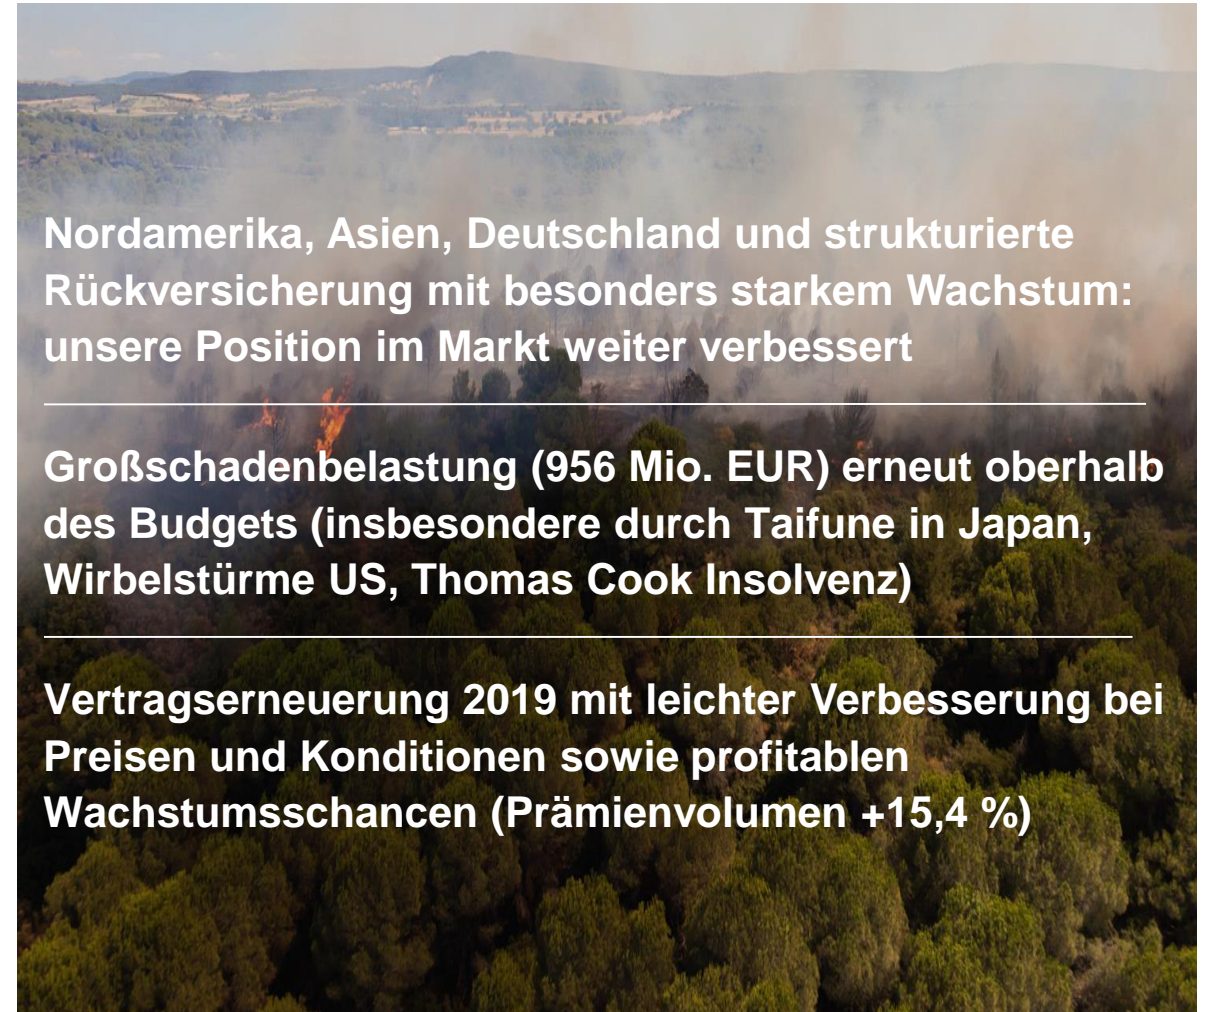 Nordamerika, Asien, Deutschland und strukturierte
Rückversicherung mit besonders starkem Wachstum:
unsere Position im Markt weiter verbessert
Großschadenbelastung (956 Mio. EUR) erneut oberhalb
des Budgets (insbesondere durch Taifune in Japan,
Wirbelstürme US, Thomas Cook Insolvenz)
Vertragserneuerung 2019 mit leichter Verbesserung bei
Preisen und Konditionen sowie profitablen
Wachstumsschancen (Prämienvolumen +15,4 %)